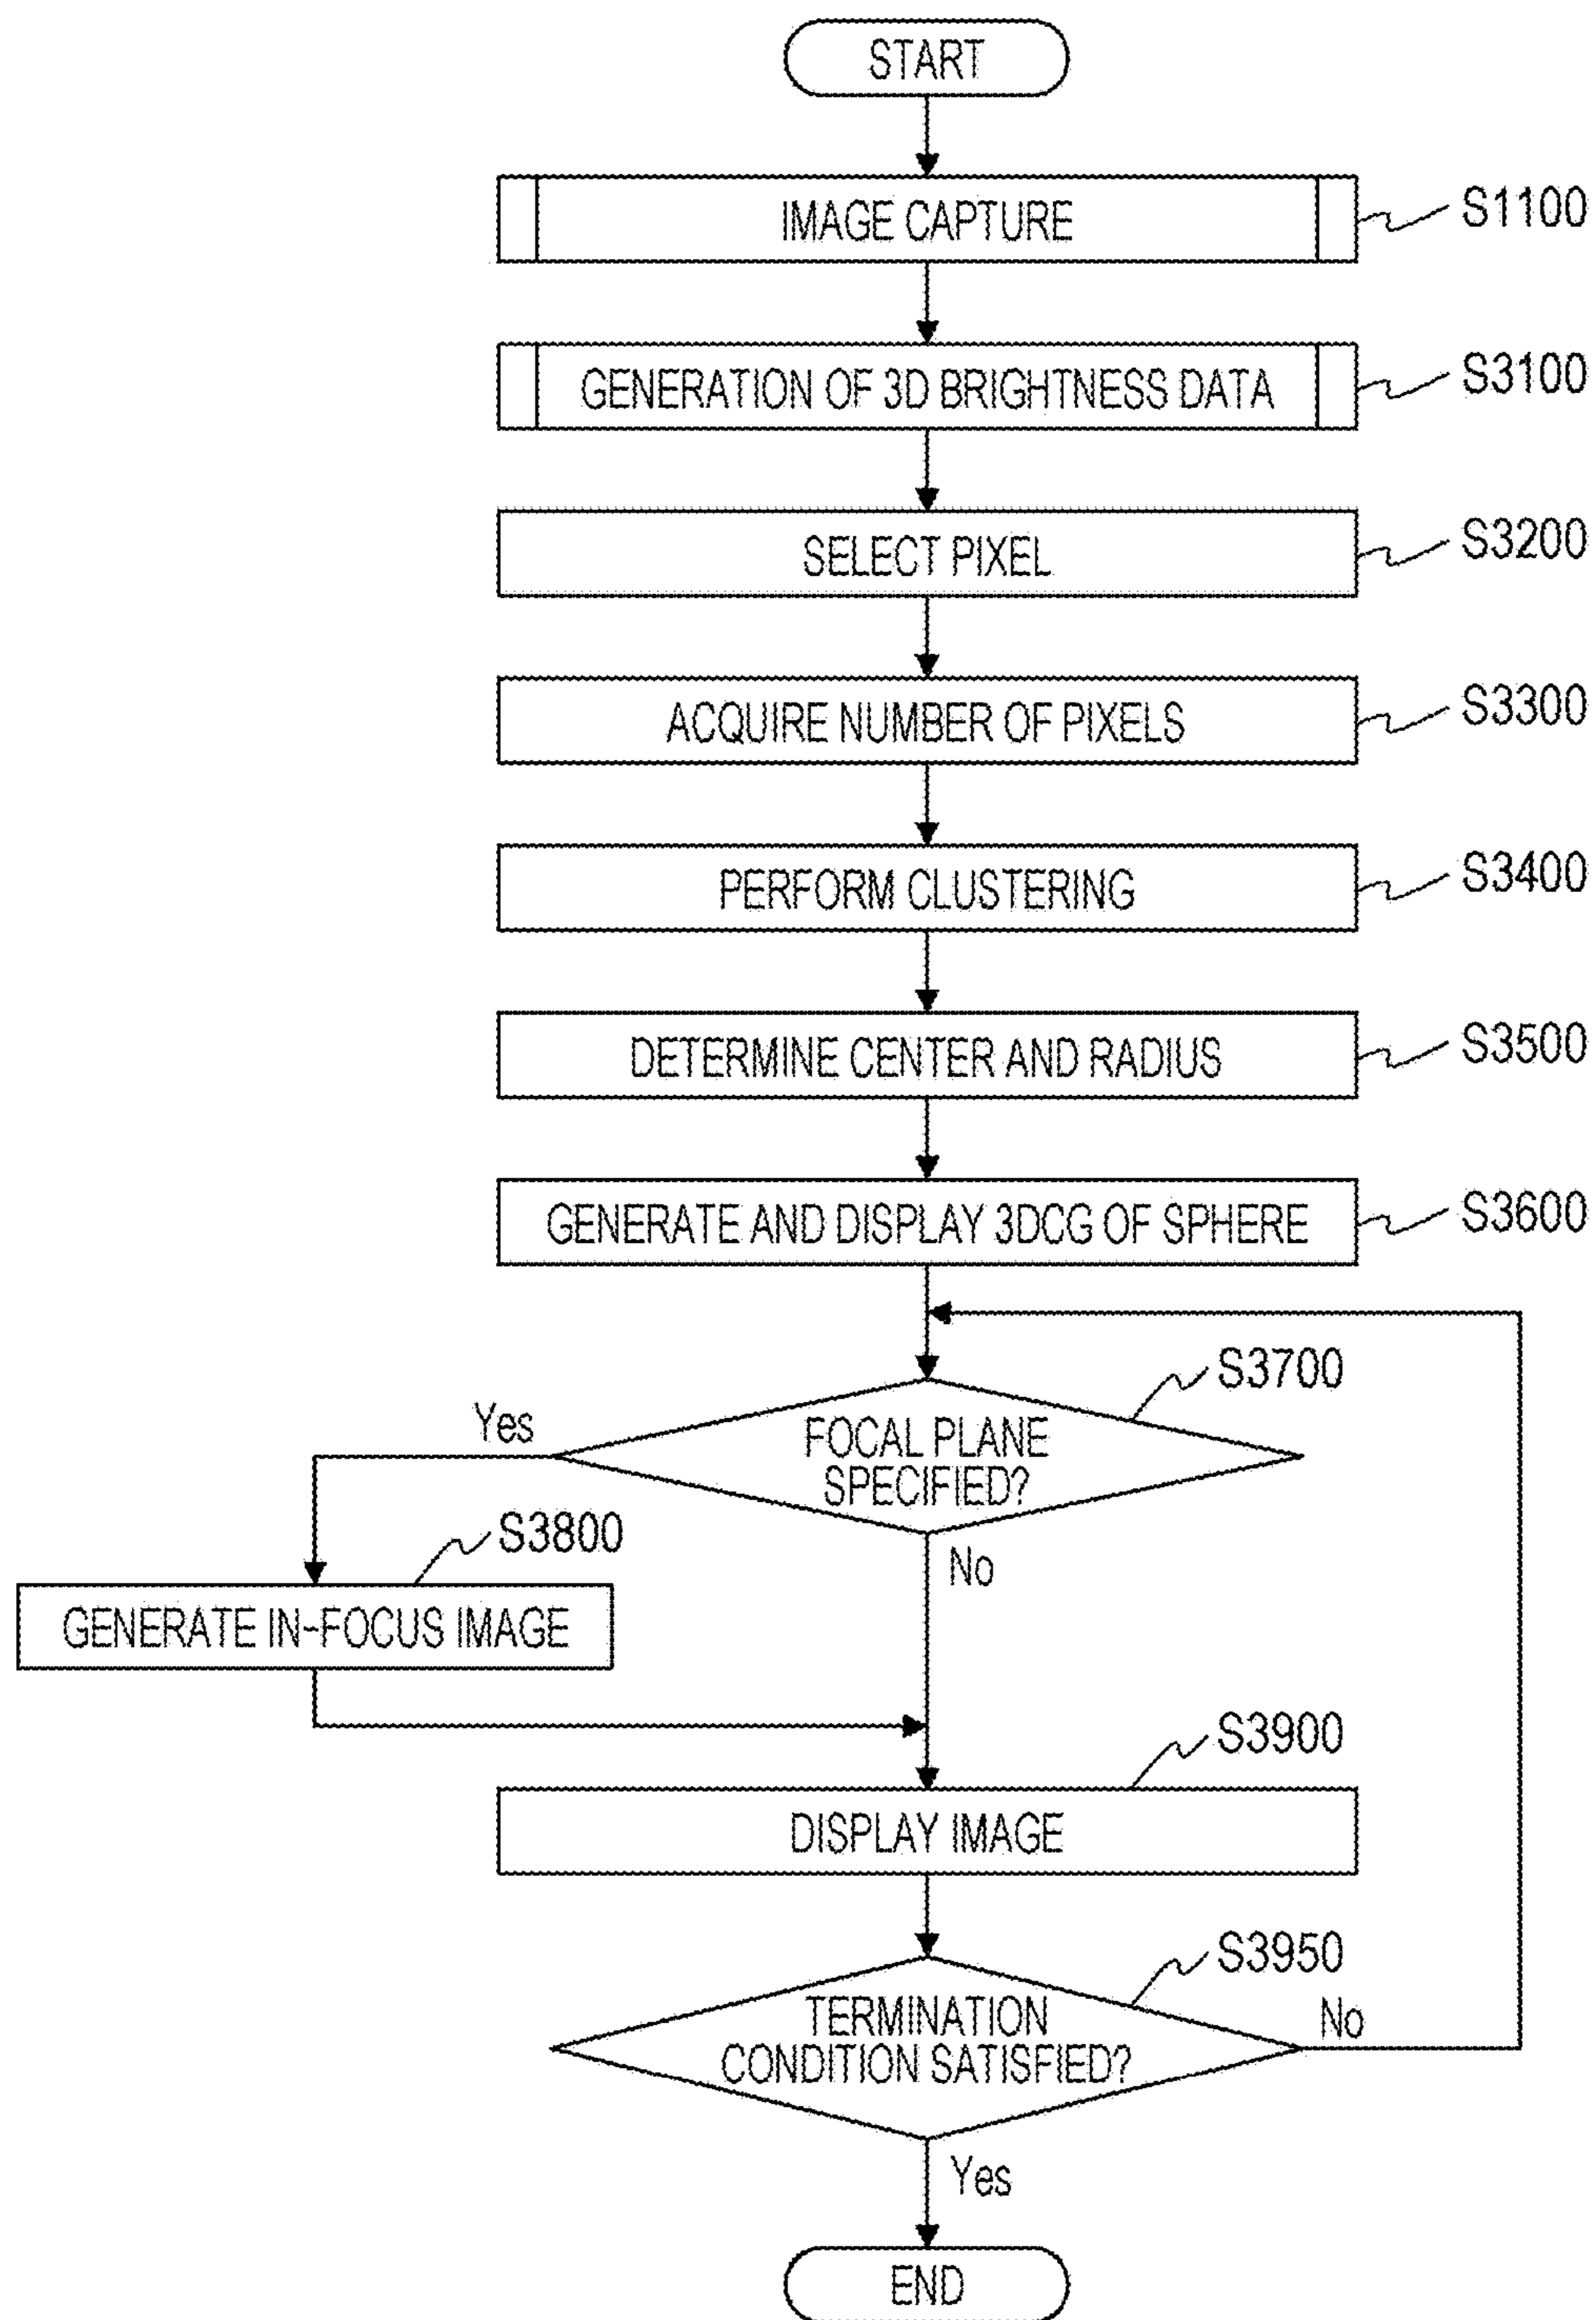 START
IMAGE CAPTURE
S1100
GENERATION OF 3D BRIGHTNESS DATA
S3100
SELECT PIXEL
S3200
ACQUIRE NUMBER OF PIXELS
S3300
PERFORM CLUSTERING
S3400
DETERMINE CENTER AND RADIUS
S3500
GENERATE AND DISPLAY 3DCG OF SPHERE
S3600
S3700
Yes
FOCAL PLANE
SPECIFIED?
No
S3800
GENERATE IN-FOCUS IMAGE
S3900
DISPLAY IMAGE
S3950
TERMINATION
CONDITION SATISFIED?
No
Yes
END